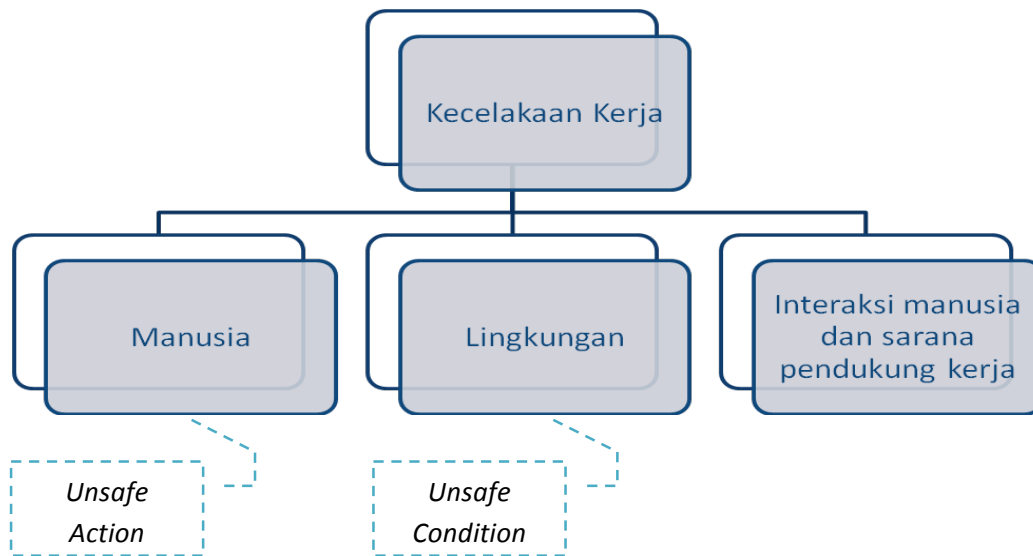 Kecelakaan Kerja
Manusia
Lingkungan
Interaksi manusia
dan sarana
pendukung kerja
Unsafe
Action
Unsafe
Condition